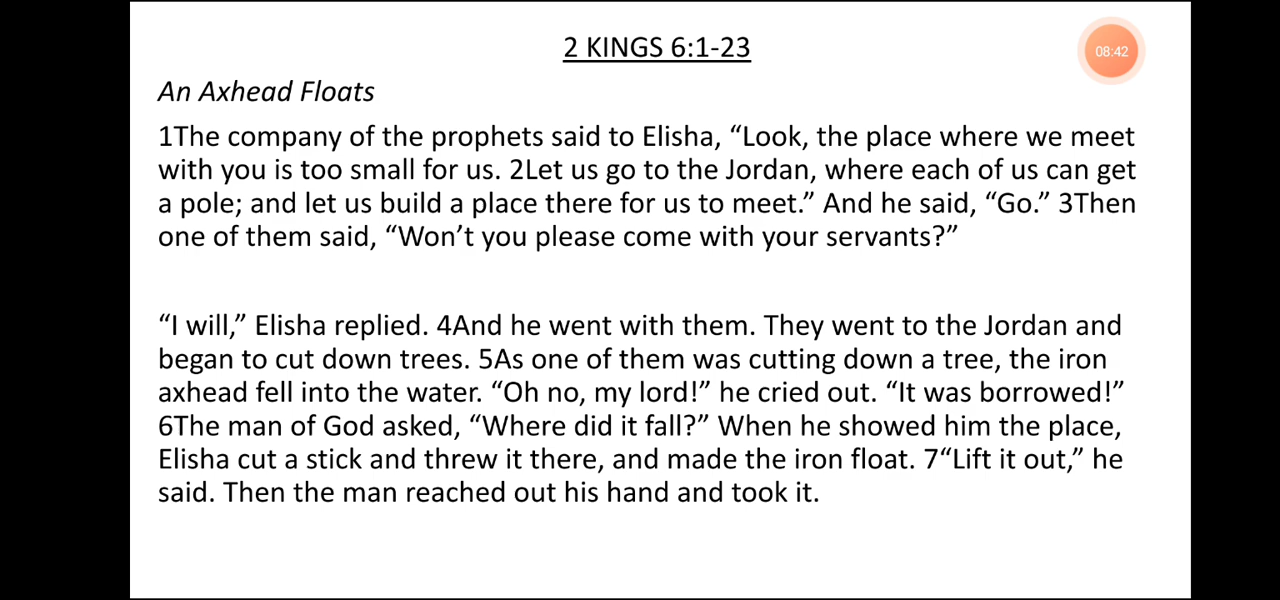 2 KINGS 6:1-23
08:42
An Axhead Floats
1The company of the prophets said to Elisha, “Look, the place where we meet
with you is too small for us. 2Let us go to the Jordan, where each of us can get
a pole; and let us build a place there for us to meet.” And he said, “Go.” 3Then
one of them said, “Won’t you please come with your servants?”
“I will,” Elisha replied. 4And he went with them. They went to the Jordan and
began to cut down trees. 5As one of them was cutting down a tree, the iron
axhead fell into the water. “Oh no, my lord!” he cried out. “It was borrowed!”
6The man of God asked, “Where did it fall?” When he showed him the place,
Elisha cut a stick and threw it there, and made the iron float. 7“Lift it out,” he
said. Then the man reached out his hand and took it.